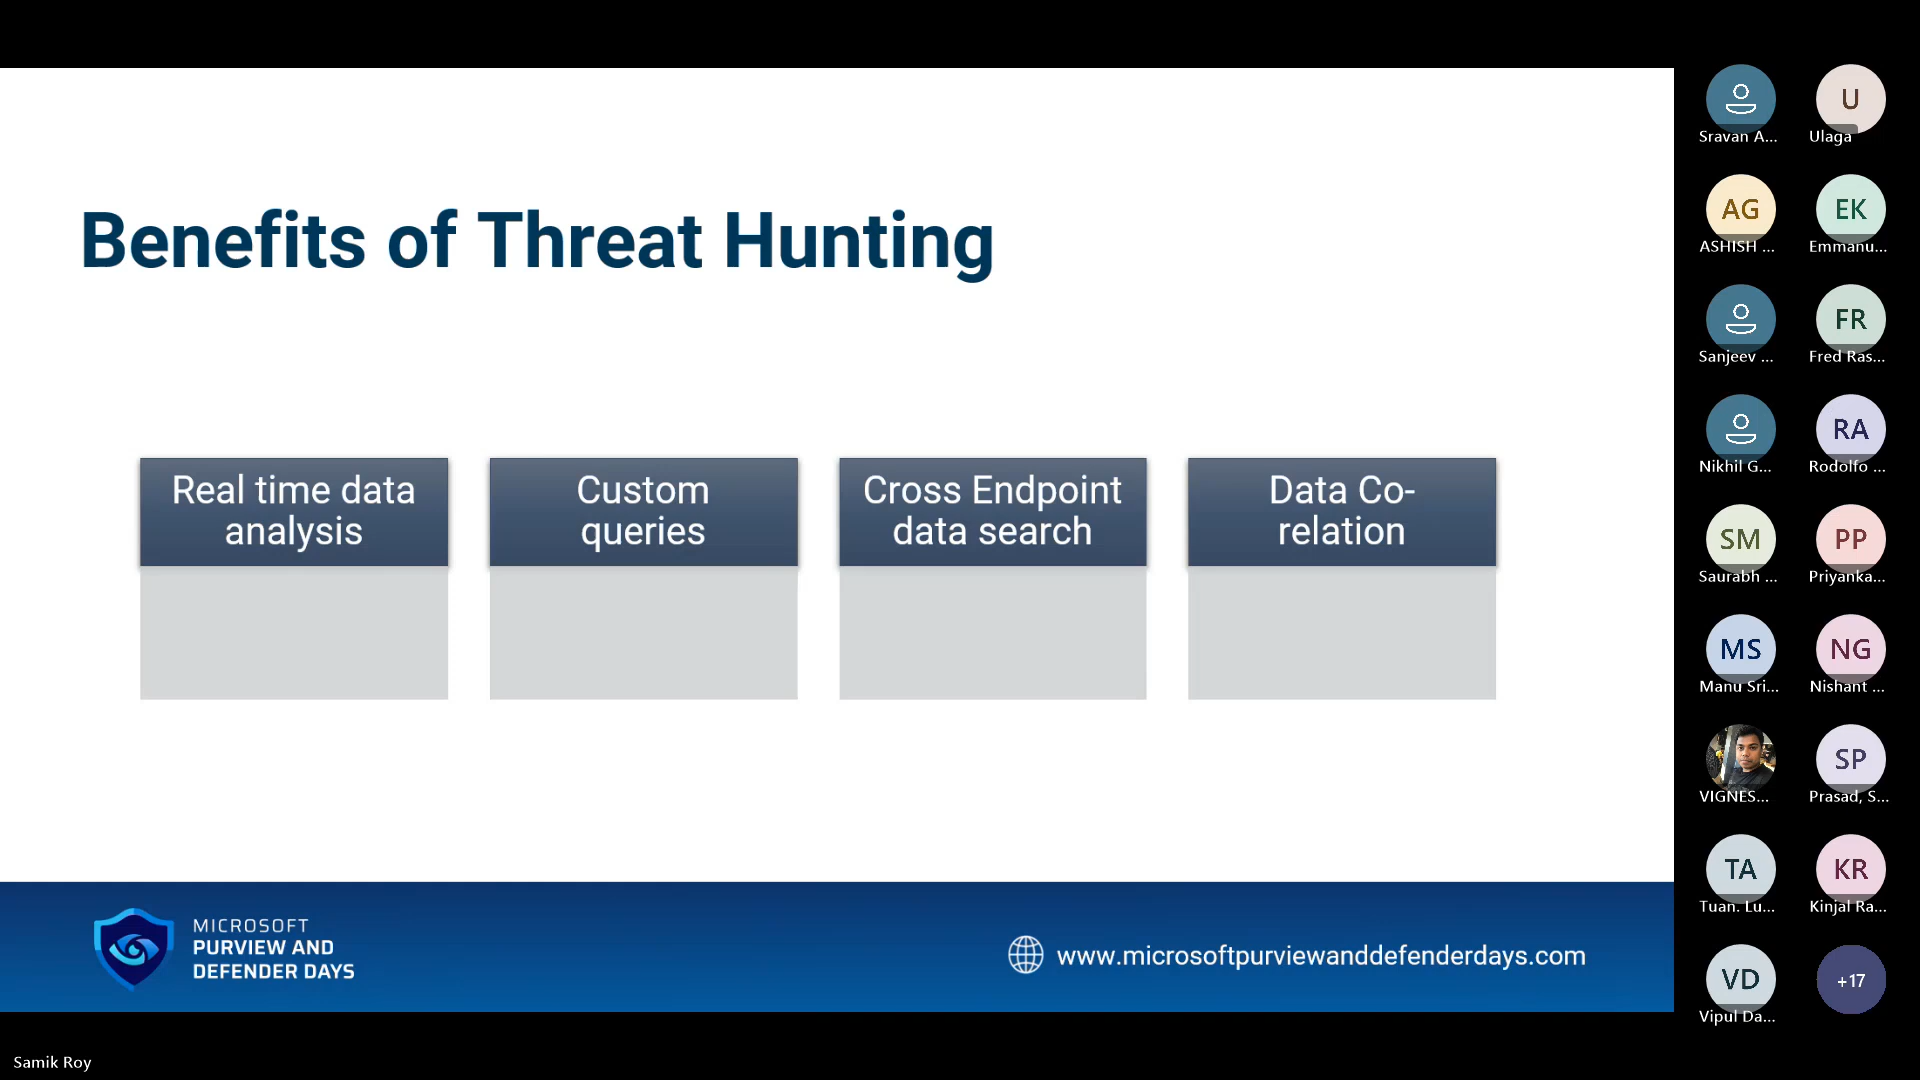 Benefits of Threat Hunting
Real time data
analysis
Custom
queries
Cross Endpoint
data search
Data Co-
relation
MICROSOFT
PURVIEW AND
DEFENDER DAYS
www.microsoftpurviewanddefenderdays.com
Samik Roy
Sravan A...
U
Ulaga
AG
ASHISH ...
EK
Emmanu...
Sanjeev ...
FR
Fred Ras...
Nikhil G...
RA
Rodolfo ...
SM
Saurabh ...
PP
Priyanka...
MS
Manu Sri...
NG
Nishant ...
VIGNES...
SP
Prasad, S...
TA
Tuan. Lu...
KR
Kinjal Ra...
VD
Vipul Da...
+17